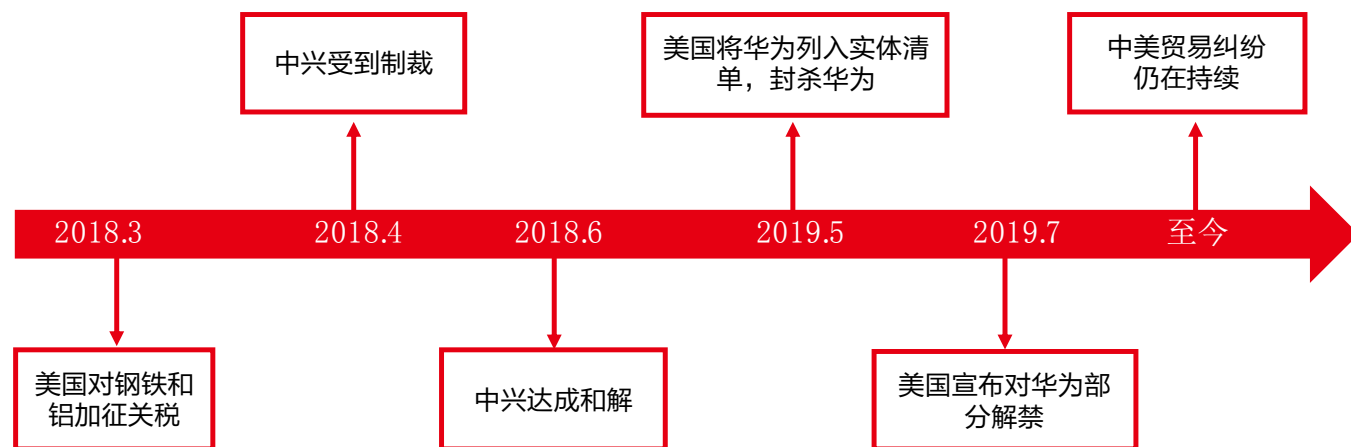 中兴受到制裁
美国将华为列入实体清
单，封杀华为
中美贸易纠纷
仍在持续
2018.3
2018.4
2018.6
2019.5
2019.7
至今
美国对钢铁和
铝加征关税
中兴达成和解
美国宣布对华为部
分解禁